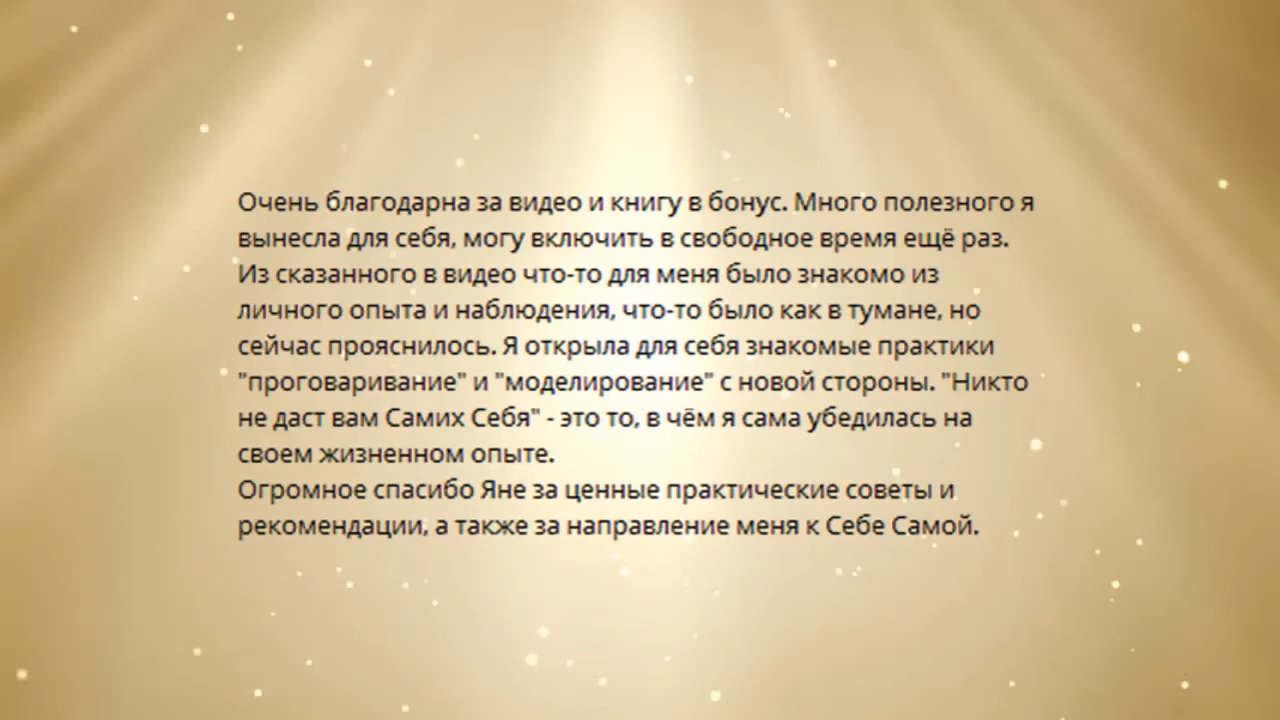 Очень благодарна за видео и книгу в бонус. Много полезного я
вынесла для себя, могу включить в свободное время ещё раз.
Из сказанного в видео что-то для меня было знакомо из
личного опыта и наблюдения, что-то было как в тумане, но
сейчас прояснилось. Я открыла для себя знакомые практики
"проговаривание" и "моделирование" с новой стороны. "Никто
не даст вам Самих Себя" - это то, в чём я сама убедилась на
своем жизненном опыте.
Огромное спасибо Яне за ценные практические советы и
рекомендации, а также за направление меня к Себе Самой.